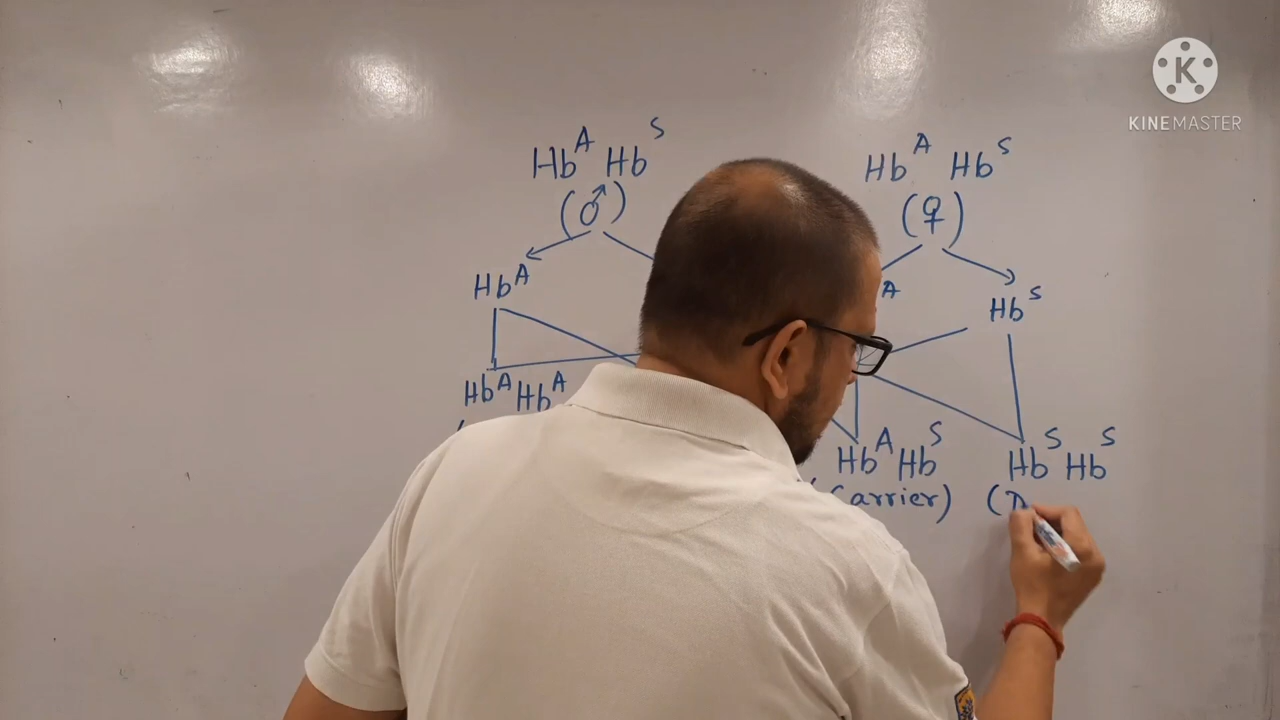 Hb^A Hb^S Hb^A Hb^S
(♂) (♀)
Hb^A A Hb^S
Hb^A Hb^A Hb^A Hb^S Hb^S Hb^S
Carrier) (D
KINEMASTER